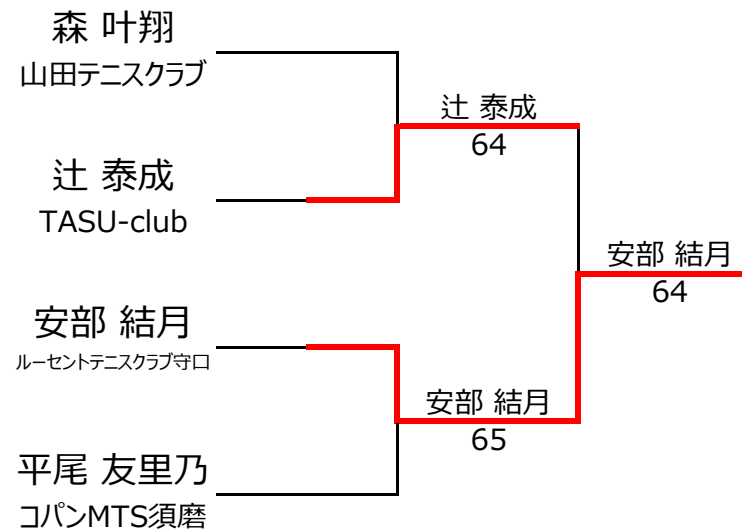 森 叶翔
山田テニスクラブ
辻 泰成
64
辻 泰成
TASU-club
安部 結月
64
安部 結月
ルーセントテニスクラブ守口
安部 結月
65
平尾 友里乃
コパンMTS須磨